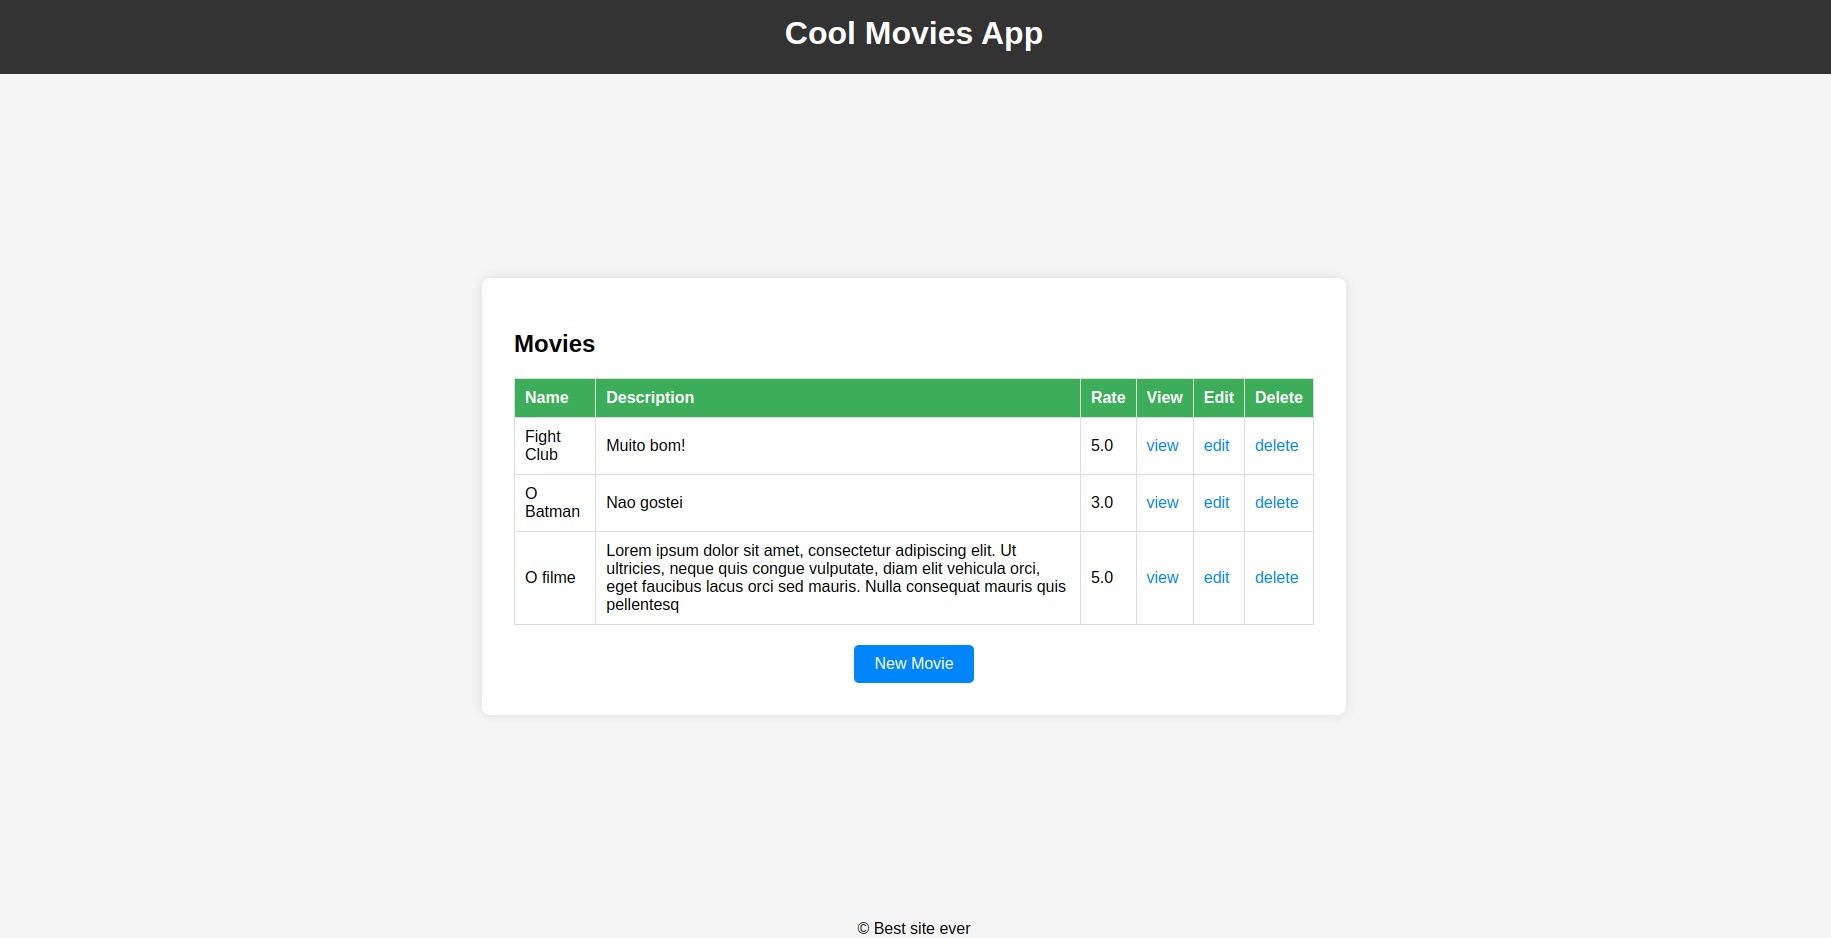 Cool Movies App
Movies
Name Description Rate View Edit Delete
Fight
Club
Muito bom! 5.0 view edit delete
O
Batman
Nao gostei 3.0 view edit delete
O filme
Lorem ipsum dolor sit amet, consectetur adipiscing elit. Ut
ultricies, neque quis congue vulputate, diam elit vehicula orci,
eget faucibus lacus orci sed mauris. Nulla consequat mauris quis
pellentesq
5.0 view edit delete
New Movie
© Best site ever